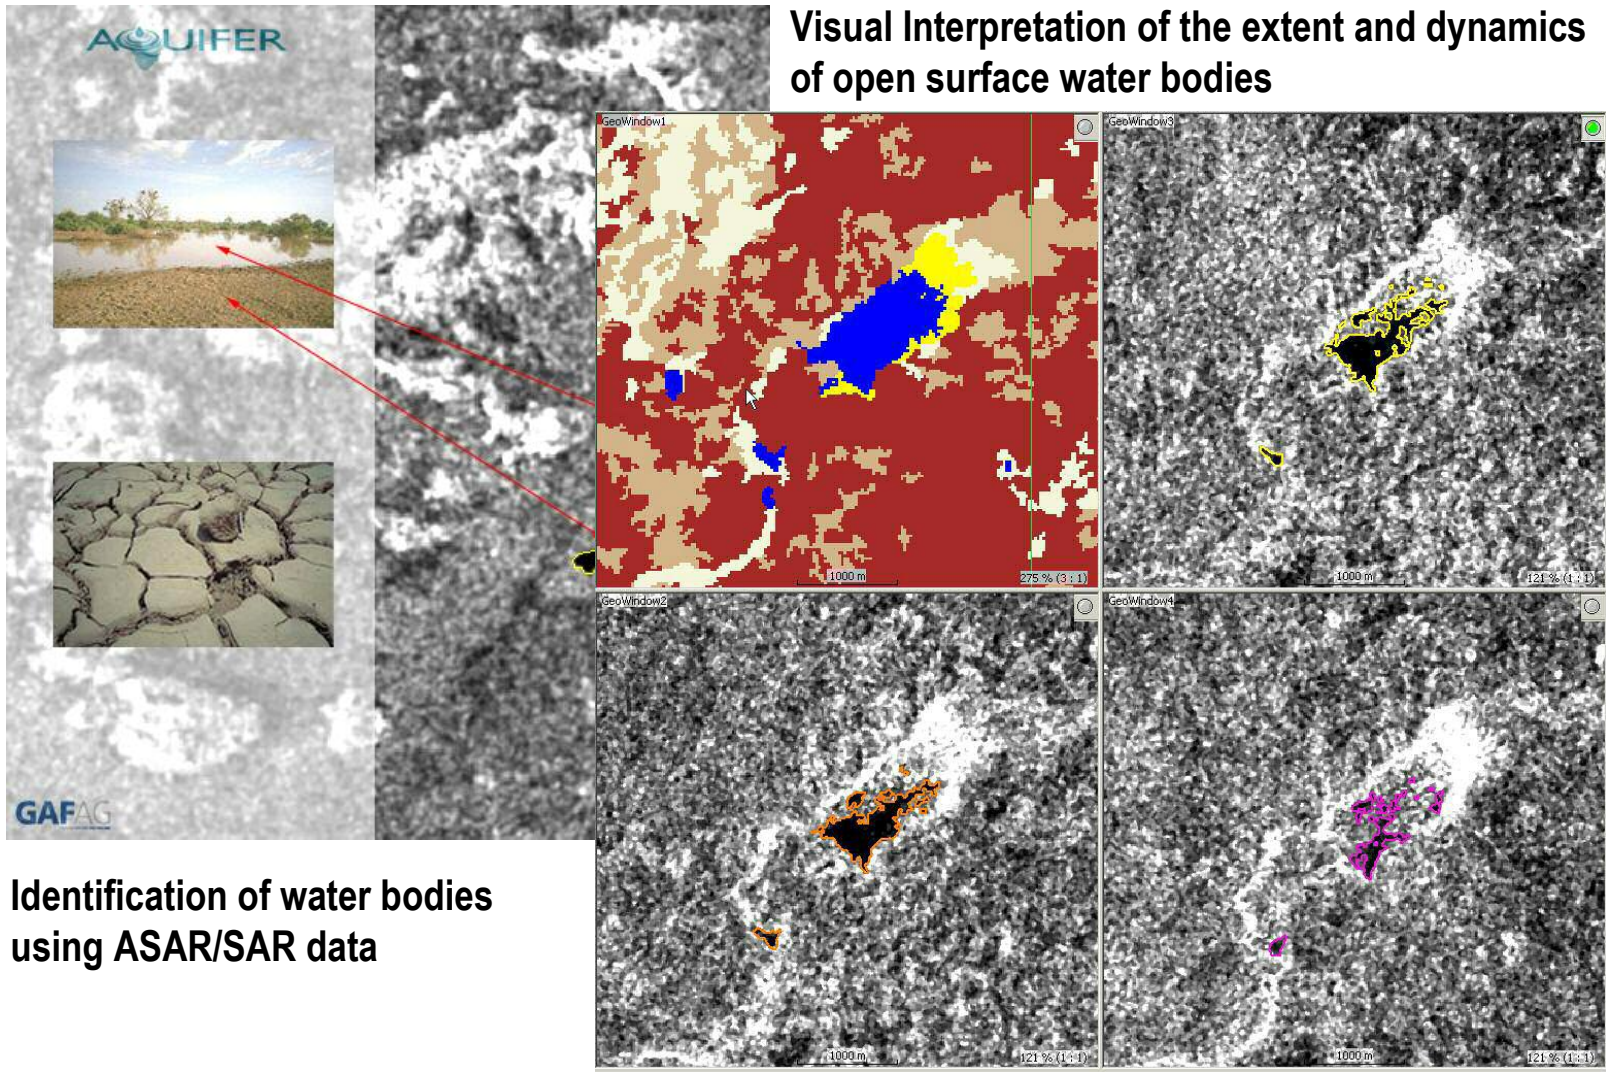 AQUIFER
Visual Interpretation of the extent and dynamics
of open surface water bodies
GeoWindow1
1000 m
275 % (3 : 1)
GeoWindow3
1000 m
121 % (1 : 1)
GeoWindow2
1000 m
121 % (1 : 1)
GeoWindow4
1000 m
121 % (1 : 1)
GAFAG
Identification of water bodies
using ASAR/SAR data